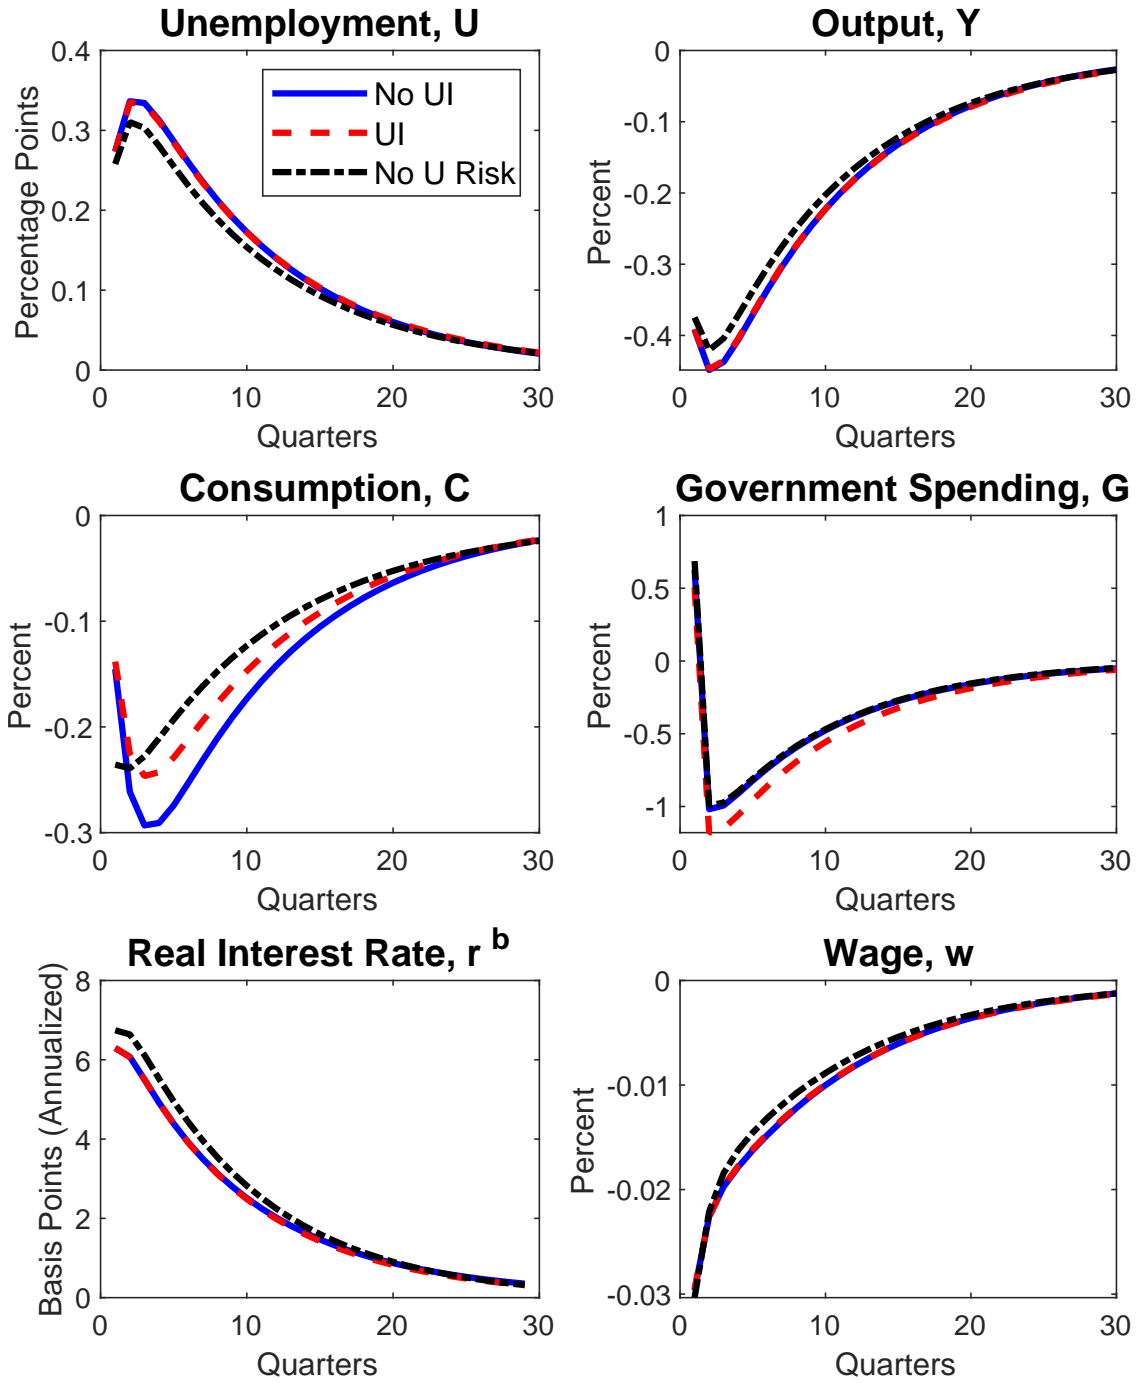 Unemployment, U
Percentage Points
0.4
0.3
0.2
0.1
0
0 10 20 30
Quarters
No UI
UI
No U Risk
Output, Y
Percent
0
-0.1
-0.2
-0.3
-0.4
0 10 20 30
Quarters
Consumption, C
Percent
0
-0.1
-0.2
-0.3
0 10 20 30
Quarters
Government Spending, G
Percent
1
0.5
0
-0.5
-1
0 10 20 30
Quarters
Real Interest Rate, r b
Basis Points (Annualized)
8
6
4
2
0
0 10 20 30
Quarters
Wage, w
Percent
0
-0.01
-0.02
-0.03
0 10 20 30
Quarters